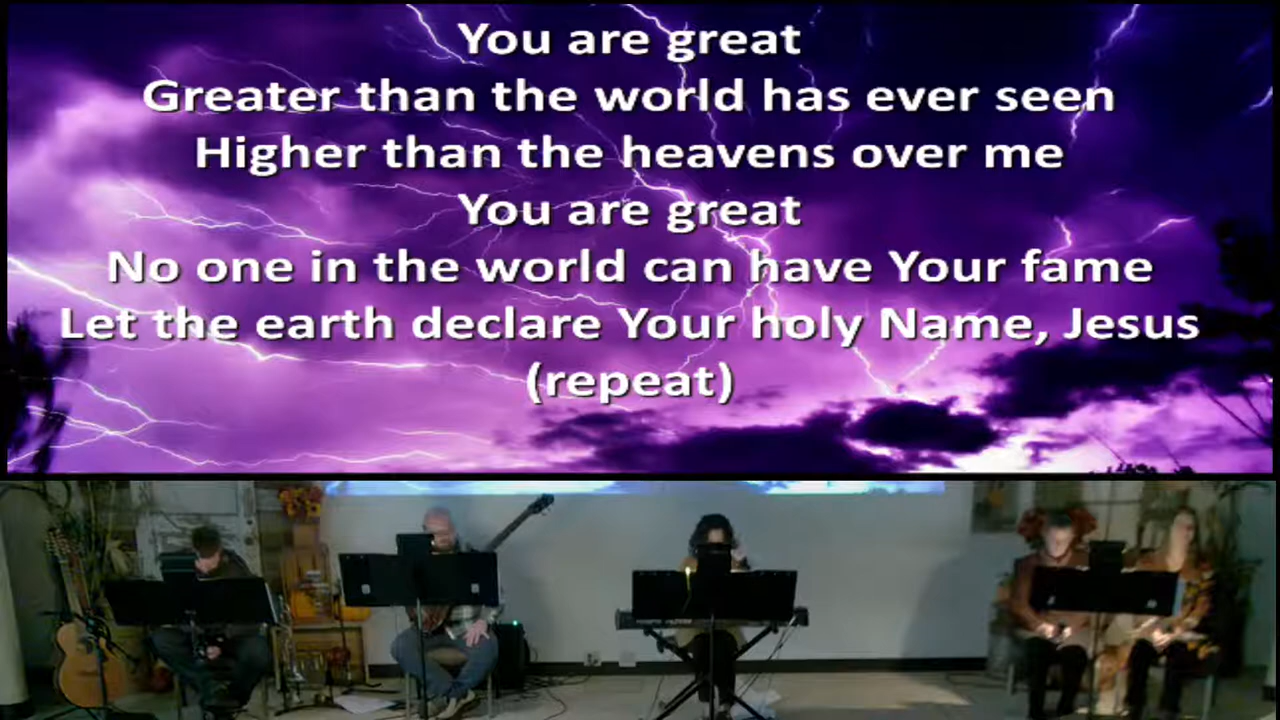 You are great
Greater than the world has ever seen
Higher than the heavens over me
You are great
No one in the world can have Your fame
Let the earth declare Your holy Name, Jesus
(repeat)